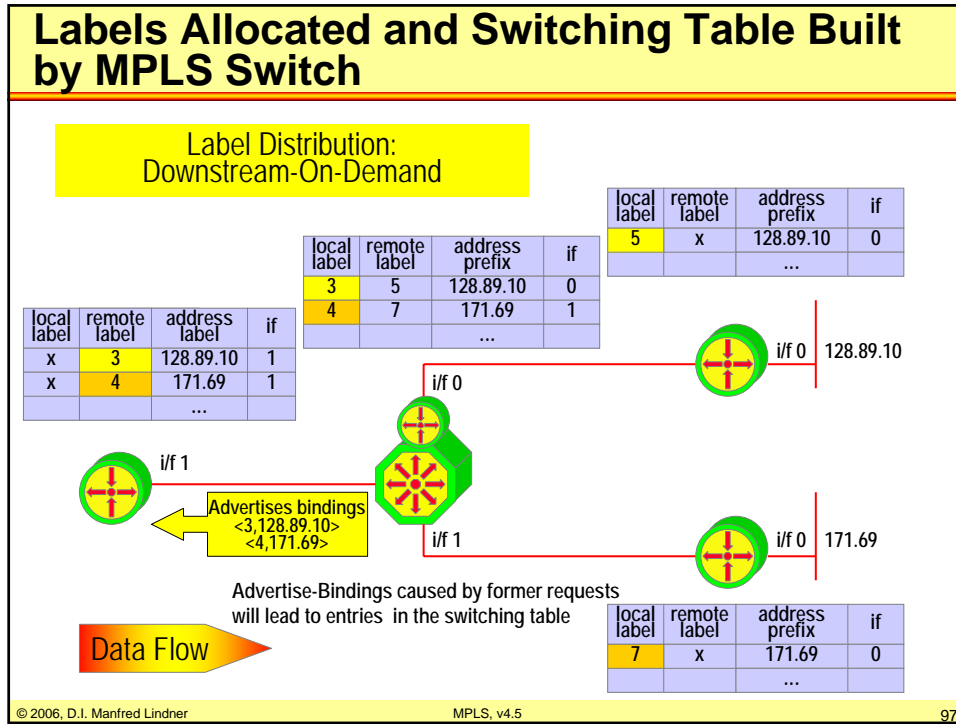 Labels Allocated and Switching Table Built
by MPLS Switch
Label Distribution:
Downstream-On-Demand
local label remote label address prefix if
5 x 128.89.10 0
...
local label remote label address prefix if
3 5 128.89.10 0
4 7 171.69 1
...
local label remote label address label if
x 3 128.89.10 1
x 4 171.69 1
...
i/f 0 128.89.10
i/f 0
i/f 1
Advertises bindings
<3,128.89.10>
<4,171.69>
i/f 1
i/f 0 171.69
Advertise-Bindings caused by former requests
will lead to entries in the switching table
local label remote label address prefix if
7 x 171.69 0
...
Data Flow
© 2006, D.I. Manfred Lindner MPLS, v4.5 97